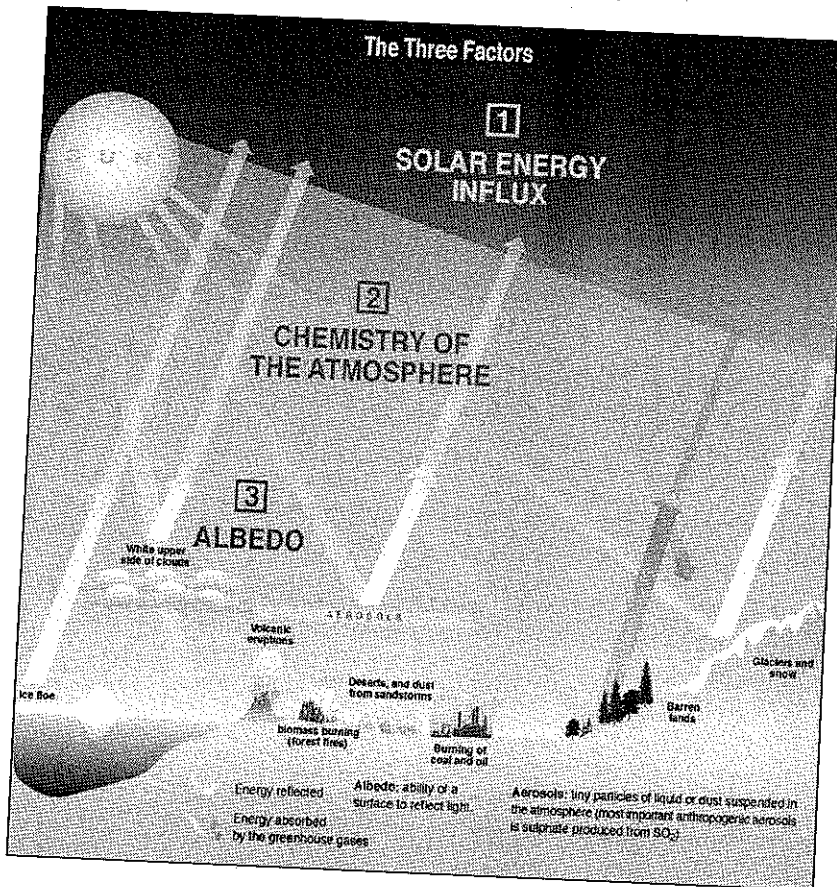 The Three Factors
1
SOLAR ENERGY
INFLUX
2
CHEMISTRY OF
THE ATMOSPHERE
3
ALBEDO
White upper
side of clouds
AEROSOLS
Volcanic
eruptions
Ice floe
Deserts, and dust
from sandstorms
biomass burning
(forest fires)
Burning of
coal and oil
Barren
lands
Glaciers and
snow
Energy reflected
Energy absorbed
by the greenhouse gases
Albedo: ability of a
surface to reflect light.
Aerosols: tiny particles of liquid or dust suspended in
the atmosphere (most important anthropogenic aerosols
is sulphate produced from SO₂)